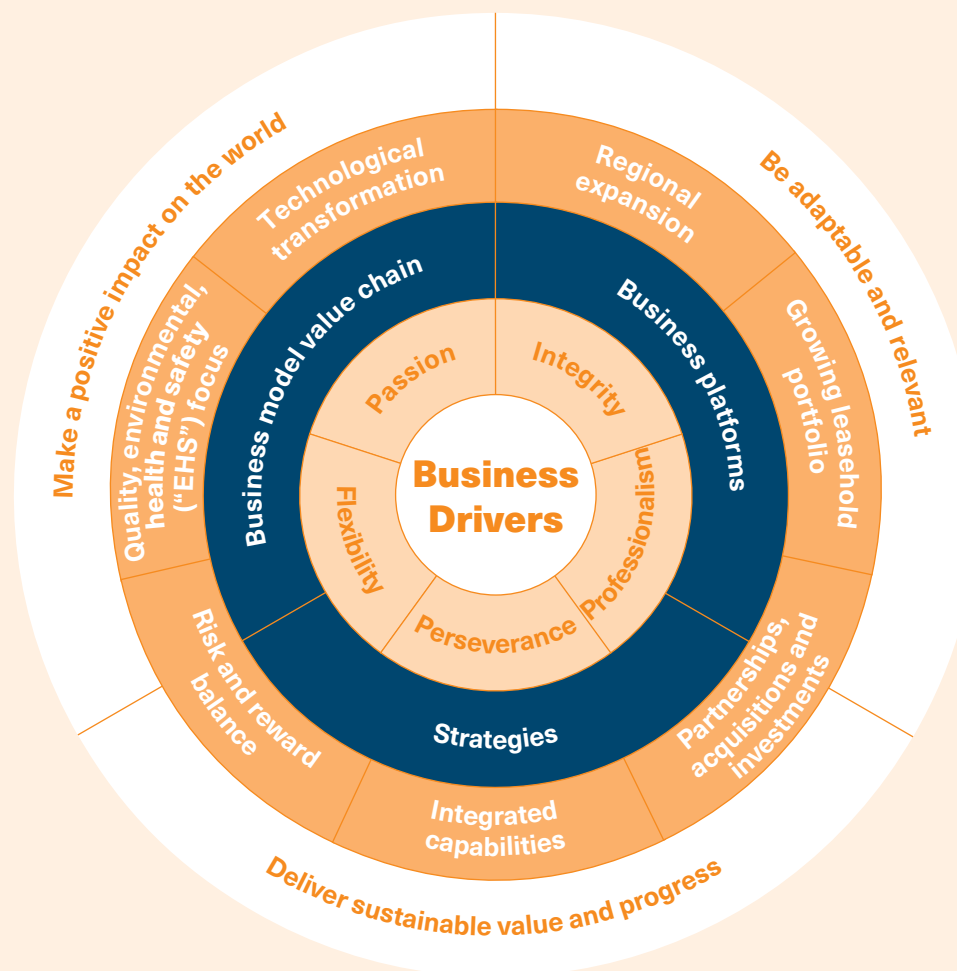 Business
Drivers
Integrity
Professionalism
Perseverance
Flexibility
Passion
Business platforms
Strategies
Business model value chain
Regional
expansion
Growing leasehold
portfolio
Partnerships,
acquisitions and
investments
Integrated
capabilities
Risk and reward
balance
Quality, environmental,
health and safety
(“EHS”) focus
Technological
transformation
Be adaptable and relevant
Deliver sustainable value and progress
Make a positive impact on the world